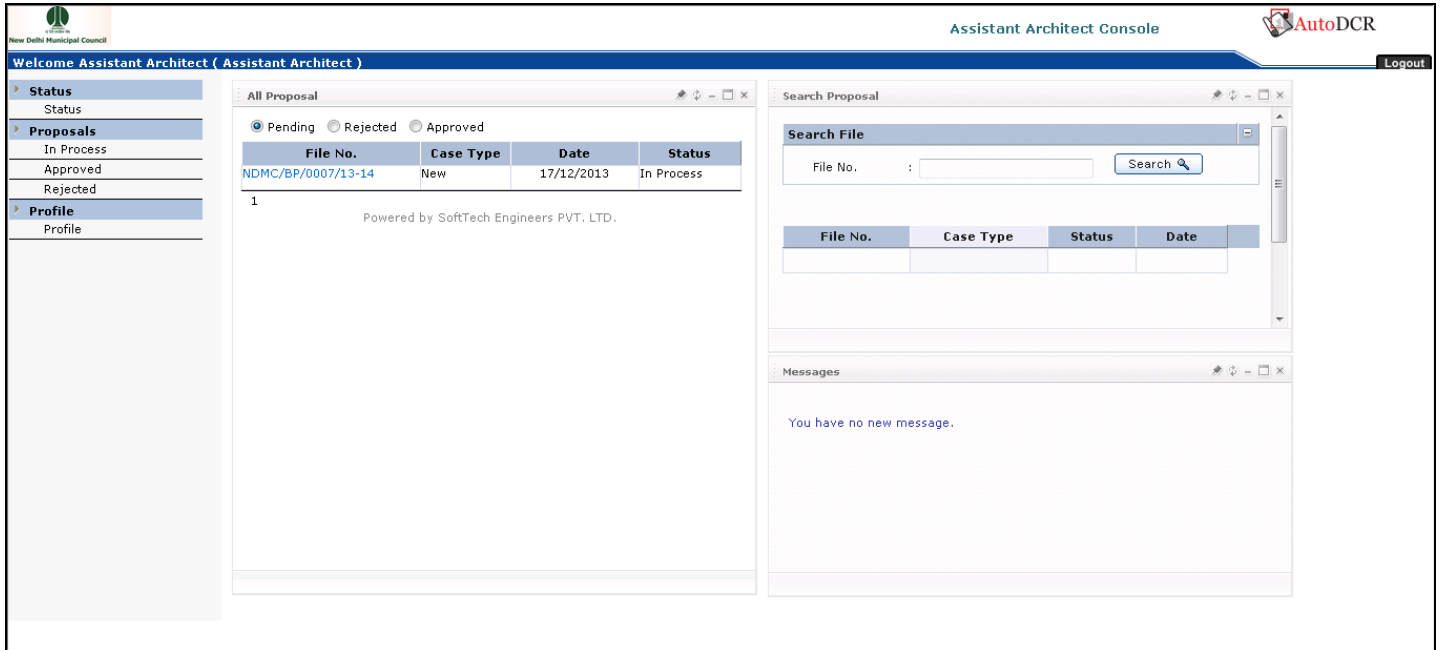 New Delhi Municipal Council
Assistant Architect Console
AutoDCR
Welcome Assistant Architect ( Assistant Architect )
Logout
Status
Status
Proposals
In Process
Approved
Rejected
Profile
Profile
All Proposal
Pending Rejected Approved
File No. Case Type Date Status
NDMC/BP/0007/13-14 New 17/12/2013 In Process
1
Powered by SoftTech Engineers PVT. LTD.
Search Proposal
Search File
File No. : Search
File No. Case Type Status Date
Messages
You have no new message.